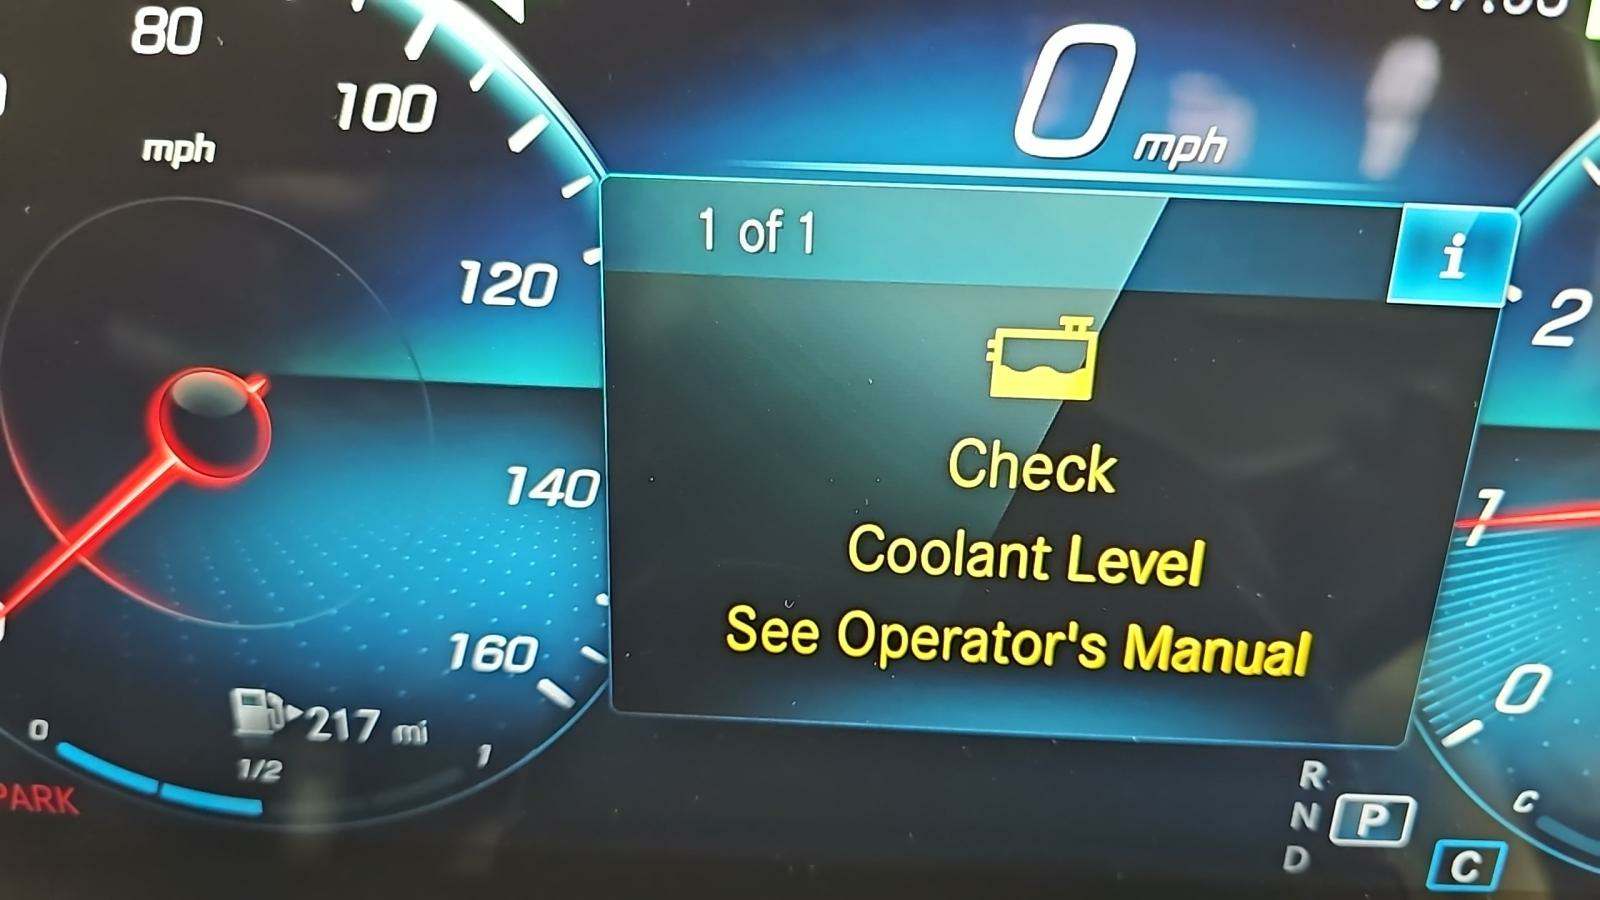 80
100
mph
0 mph
1 of 1
i
120
2
Check
Coolant Level
140
1
See Operator's Manual
160
0
217 mi
0
1/2
1
PARK
R
N
P
D
C
C